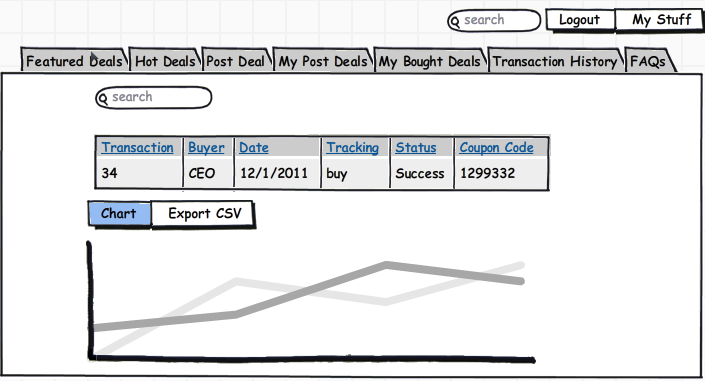 search Logout My Stuff
Featured Deals Hot Deals Post Deal My Post Deals My Bought Deals Transaction History FAQs
search
Transaction Buyer Date Tracking Status Coupon Code
34 CEO 12/1/2011 buy Success 1299332
Chart Export CSV